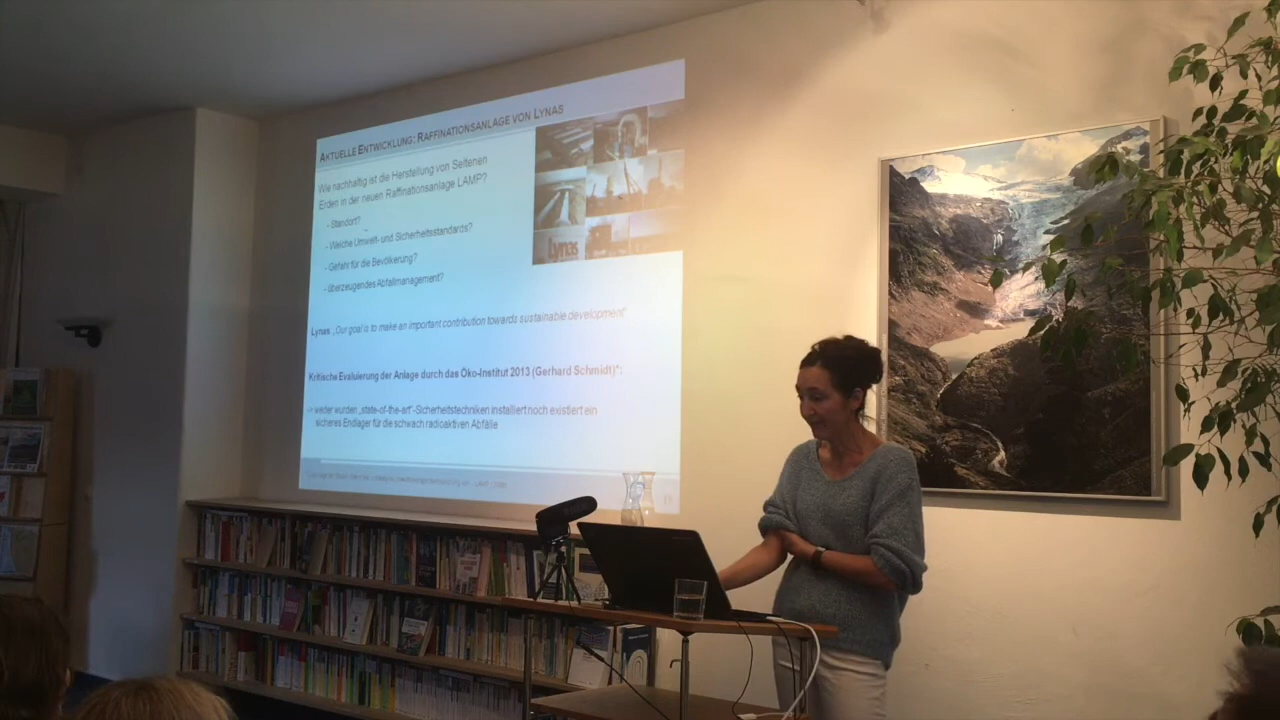 AKTUELLE ENTWICKLUNG: RAFFINATIONSANLAGE VON LYNAS
Wie nachhaltig ist die Herstellung von Seltenen
Erden in der neuen Raffinationsanlage LAMP?
- Standort?
- Welche Umwelt- und Sicherheitsstandards?
- Gefahr für die Bevölkerung?
- überzeugendes Abfallmanagement?
Lynas
Lynas „Our goal is to make an important contribution towards sustainable development"
Kritische Evaluierung der Anlage durch das Öko-Institut 2013 (Gerhard Schmidt)*:
-> weder wurden „state-of-the-art"-Sicherheitstechniken installiert noch existiert ein
sicheres Endlager für die schwach radioaktiven Abfälle